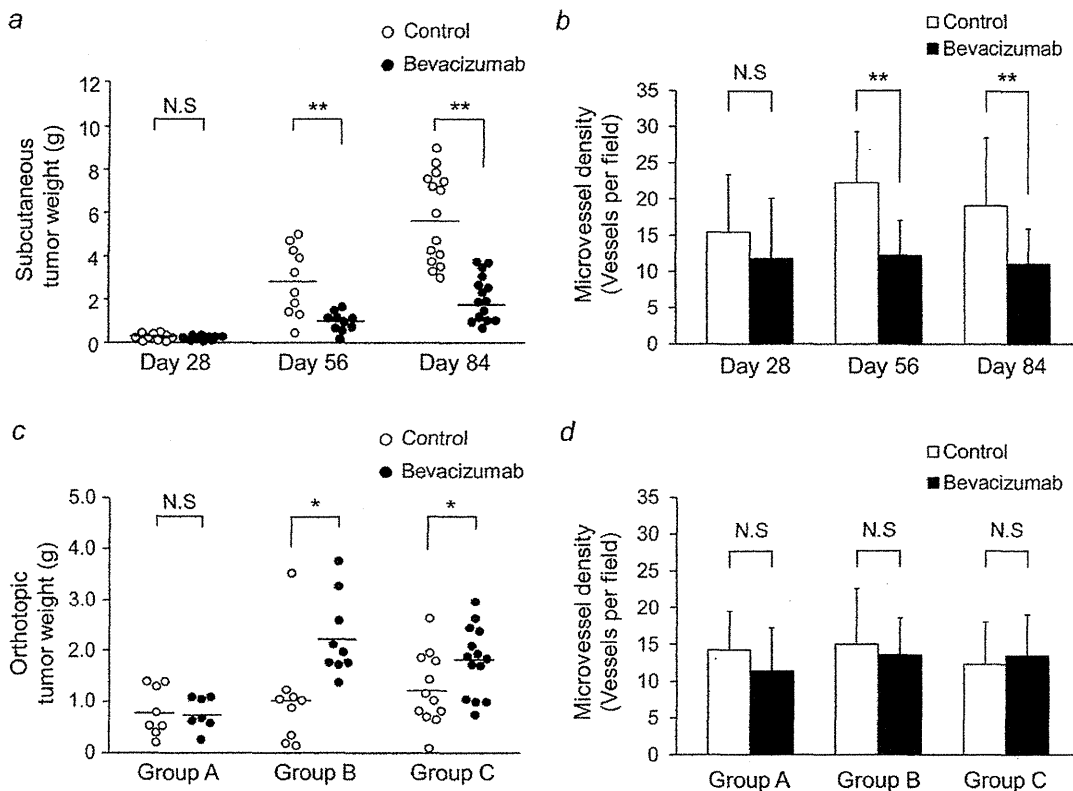 a
Control
Bevacizumab
Subcutaneous
tumor weight (g)
12
10
8
6
4
2
0
N.S
**
**
Day 28
Day 56
Day 84
b
Control
Bevacizumab
Microvessel density
(Vessels per field)
35
30
25
20
15
10
5
0
N.S
**
**
Day 28
Day 56
Day 84
c
Control
Bevacizumab
Orthotopic
tumor weight (g)
5.0
4.0
3.0
2.0
1.0
0
N.S
*
*
Group A
Group B
Group C
d
Control
Bevacizumab
Microvessel density
(Vessels per field)
35
30
25
20
15
10
5
0
N.S
N.S
N.S
Group A
Group B
Group C